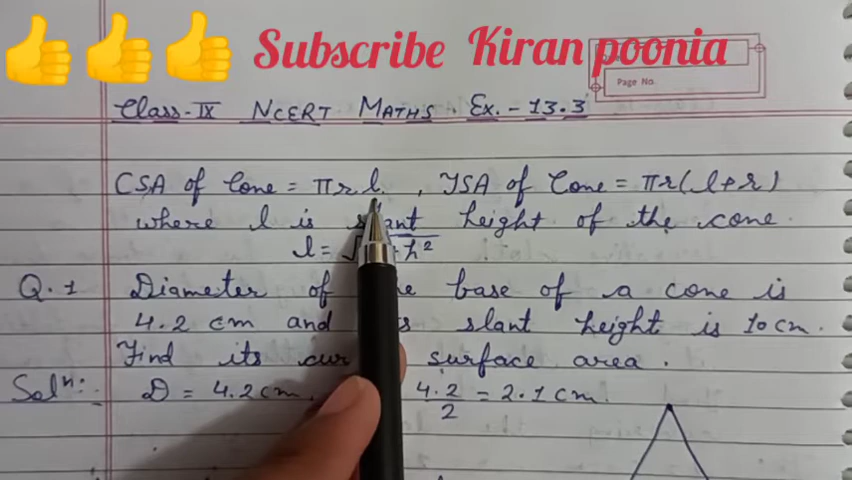 Subscribe Kiran poonia
Page No.
Class-IX NCERT MATHS Ex.-13.3
CSA of Cone = πrl, TSA of Cone = πr(l+r)
where l is slant height of the cone
l = √ + h²
Q.1 Diameter of base of a cone is
4.2 cm and slant height is 10 cm.
Find its surface area.
Solⁿ:- D = 4.2 cm, 4.2/2 = 2.1 cm.